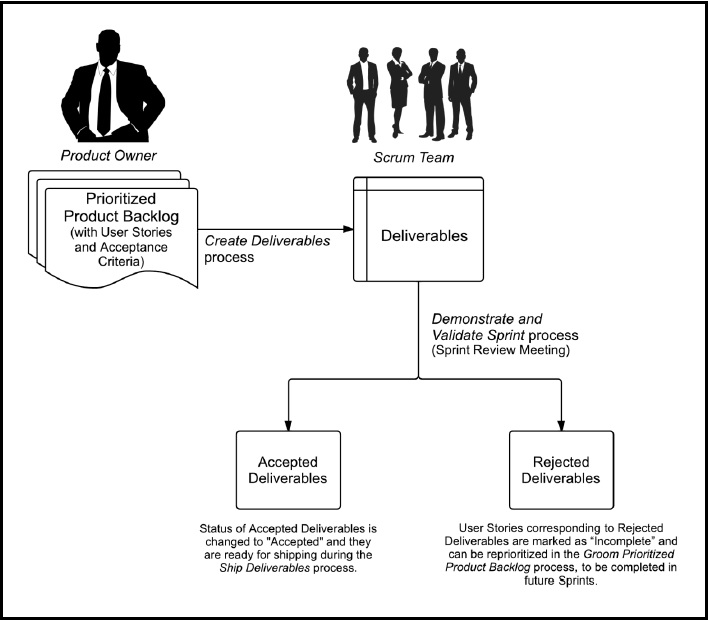 Product Owner
Scrum Team
Prioritized
Product Backlog
(with User Stories
and Acceptance
Criteria)
Create Deliverables
process
Deliverables
Demonstrate and
Validate Sprint process
(Sprint Review Meeting)
Accepted
Deliverables
Rejected
Deliverables
Status of Accepted Deliverables is
changed to "Accepted" and they
are ready for shipping during the
Ship Deliverables process.
User Stories corresponding to Rejected
Deliverables are marked as “Incomplete” and
can be reprioritized in the Groom Prioritized
Product Backlog process, to be completed in
future Sprints.